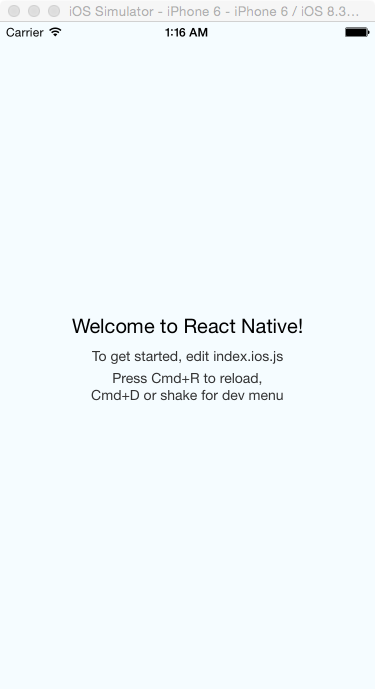 iOS Simulator - iPhone 6 - iPhone 6 / iOS 8.3...
Carrier 1:16 AM
Welcome to React Native!
To get started, edit index.ios.js
Press Cmd+R to reload,
Cmd+D or shake for dev menu